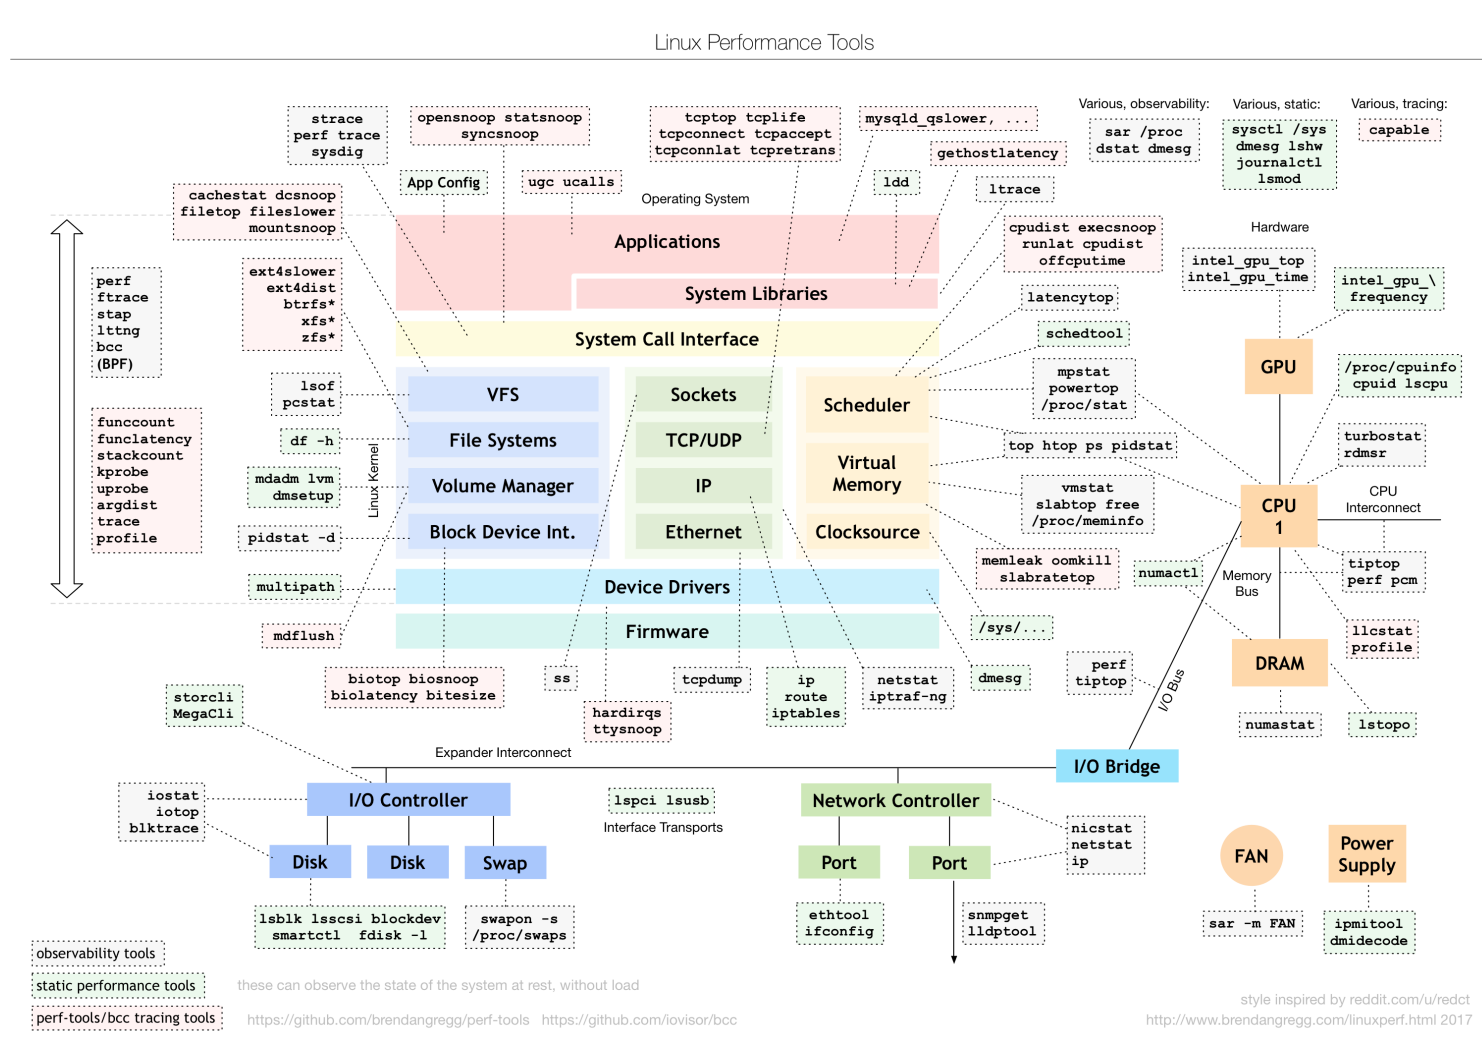 Linux Performance Tools
strace
perf trace
sysdig
opensnoop statsnoop
syncsnoop
tcptop tcplife
tcpconnect tcpaccept
tcpconnlat tcpretrans
mysqld_qslower, ...
gethostlatency
Various, observability:
sar /proc
dstat dmesg
Various, static:
sysctl /sys
dmesg lshw
journalctl
lsmod
Various, tracing:
capable
App Config
ugc ucalls
ldd
ltrace
cachestat dcsnoop
filetop fileslower
mountsnoop
Operating System
Hardware
cpudist execsnoop
runlat cpudist
offcputime
intel_gpu_top
intel_gpu_time
intel_gpu_\
frequency
Applications
System Libraries
System Call Interface
perf
ftrace
stap
lttng
bcc
(BPF)
ext4slower
ext4dist
btrfs*
xfs*
zfs*
latencytop
schedtool
GPU
/proc/cpuinfo
cpuid lscpu
lsof
pcstat
VFS
Sockets
Scheduler
mpstat
powertop
/proc/stat
funccount
funclatency
stackcount
kprobe
uprobe
argdist
trace
profile
df -h
File Systems
TCP/UDP
top htop ps pidstat
turbostat
rdmsr
Linux Kernel
mdadm lvm
dmsetup
Volume Manager
IP
Virtual
Memory
vmstat
slabtop free
/proc/meminfo
CPU
1
CPU
Interconnect
pidstat -d
Block Device Int.
Ethernet
Clocksource
memleak oomkill
slabratetop
numactl
Memory
Bus
tiptop
perf pcm
multipath
Device Drivers
/sys/...
mdflush
Firmware
llcstat
profile
DRAM
perf
tiptop
I/O Bus
biotop biosnoop
biolatency bitesize
ss
hardirqs
ttysnoop
tcpdump
ip
route
iptables
netstat
iptraf-ng
dmesg
numastat
lstopo
storcli
MegaCli
Expander Interconnect
I/O Bridge
iostat
iotop
blktrace
I/O Controller
lspci lsusb
Interface Transports
Network Controller
nicstat
netstat
ip
Disk
Disk
Swap
Port
Port
FAN
Power
Supply
lsblk lsscsi blockdev
smartctl fdisk -l
swapon -s
/proc/swaps
ethtool
ifconfig
snmpget
lldptool
sar -m FAN
ipmitool
dmidecode
observability tools
static performance tools
these can observe the state of the system at rest, without load
perf-tools/bcc tracing tools
https://github.com/brendangregg/perf-tools https://github.com/iovisor/bcc
style inspired by reddit.com/u/redct
http://www.brendangregg.com/linuxperf.html 2017